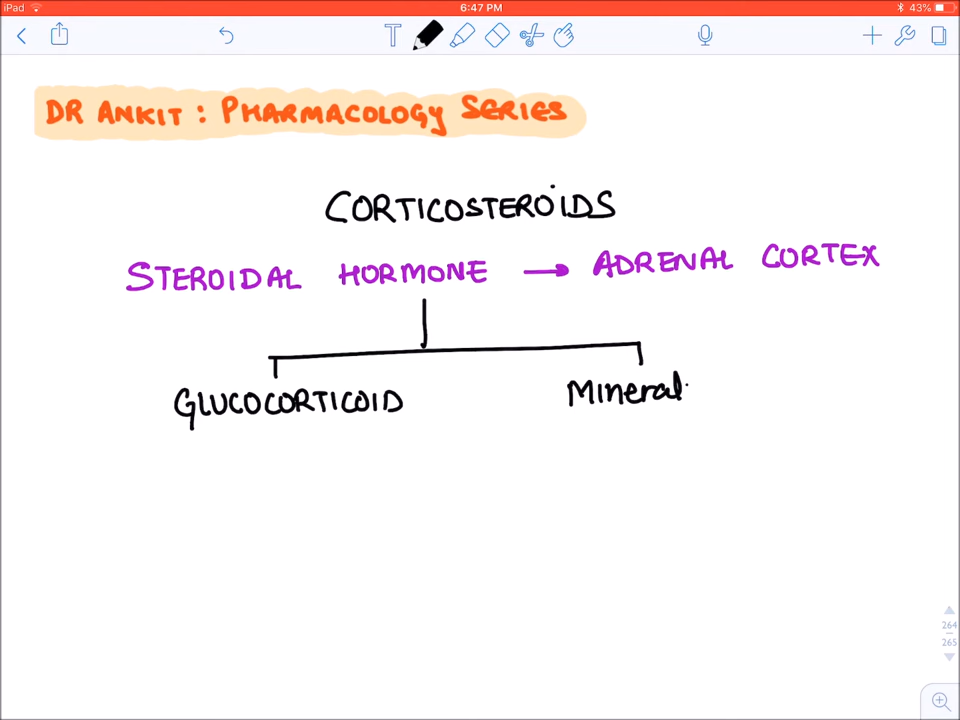 iPad 6:47 PM 43%
T
DR ANKIT : PHARMACOLOGY SERIES
CORTICOSTEROIDS
STEROIDAL HORMONE → ADRENAL CORTEX
GLUCOCORTICOID Mineral
264
265